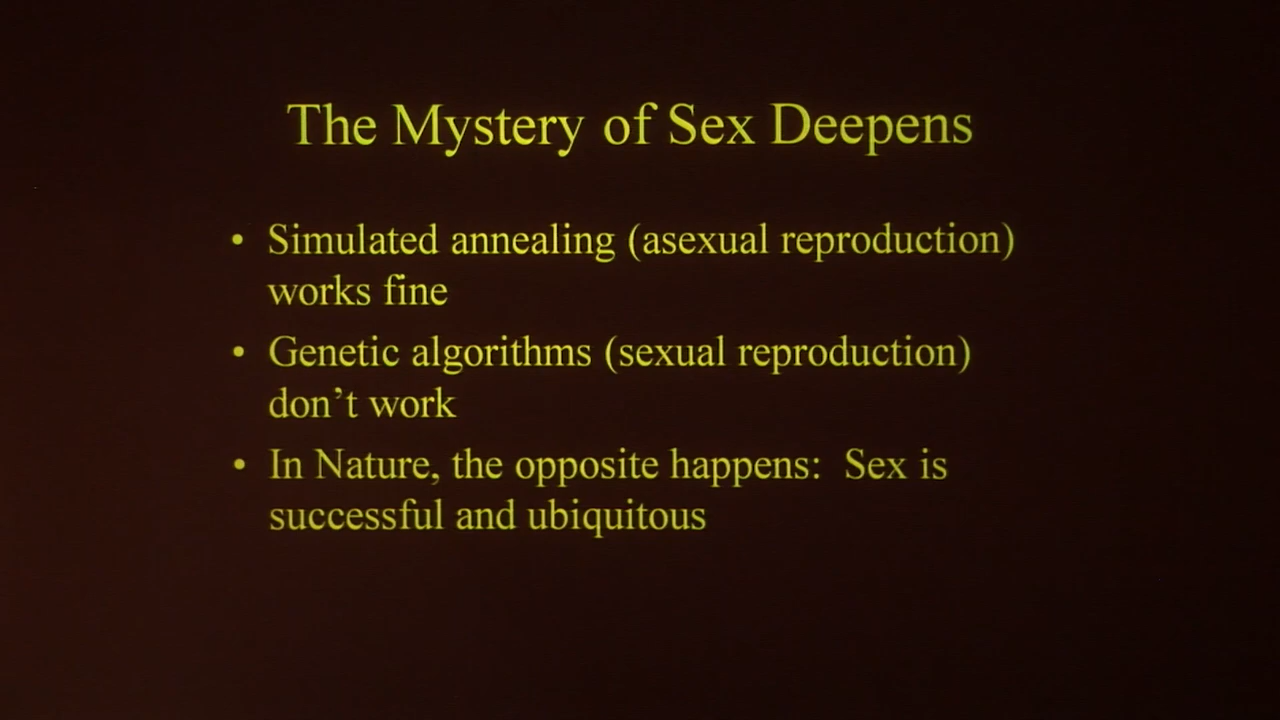 The Mystery of Sex Deepens
• Simulated annealing (asexual reproduction)
works fine
• Genetic algorithms (sexual reproduction)
don’t work
• In Nature, the opposite happens:  Sex is
successful and ubiquitous